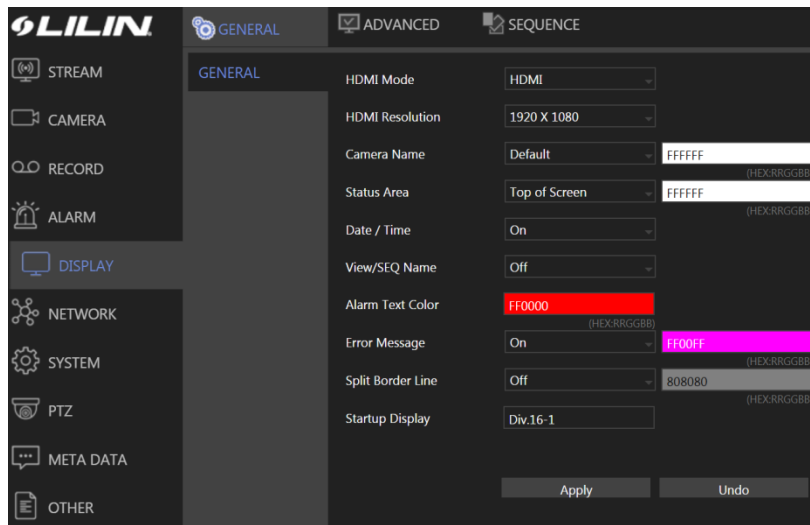 LILIN
GENERAL
ADVANCED
SEQUENCE
STREAM
CAMERA
RECORD
ALARM
DISPLAY
NETWORK
SYSTEM
PTZ
META DATA
OTHER
GENERAL
HDMI Mode HDMI
HDMI Resolution 1920 X 1080
Camera Name Default FFFFFF
(HEX:RRGGBB
Status Area Top of Screen FFFFFF
(HEX:RRGGBB
Date / Time On
View/SEQ Name Off
Alarm Text Color FF0000
(HEX:RRGGBB)
Error Message On FF00FF
(HEX:RRGGBB
Split Border Line Off 808080
(HEX:RRGGBB
Startup Display Div.16-1
Apply Undo